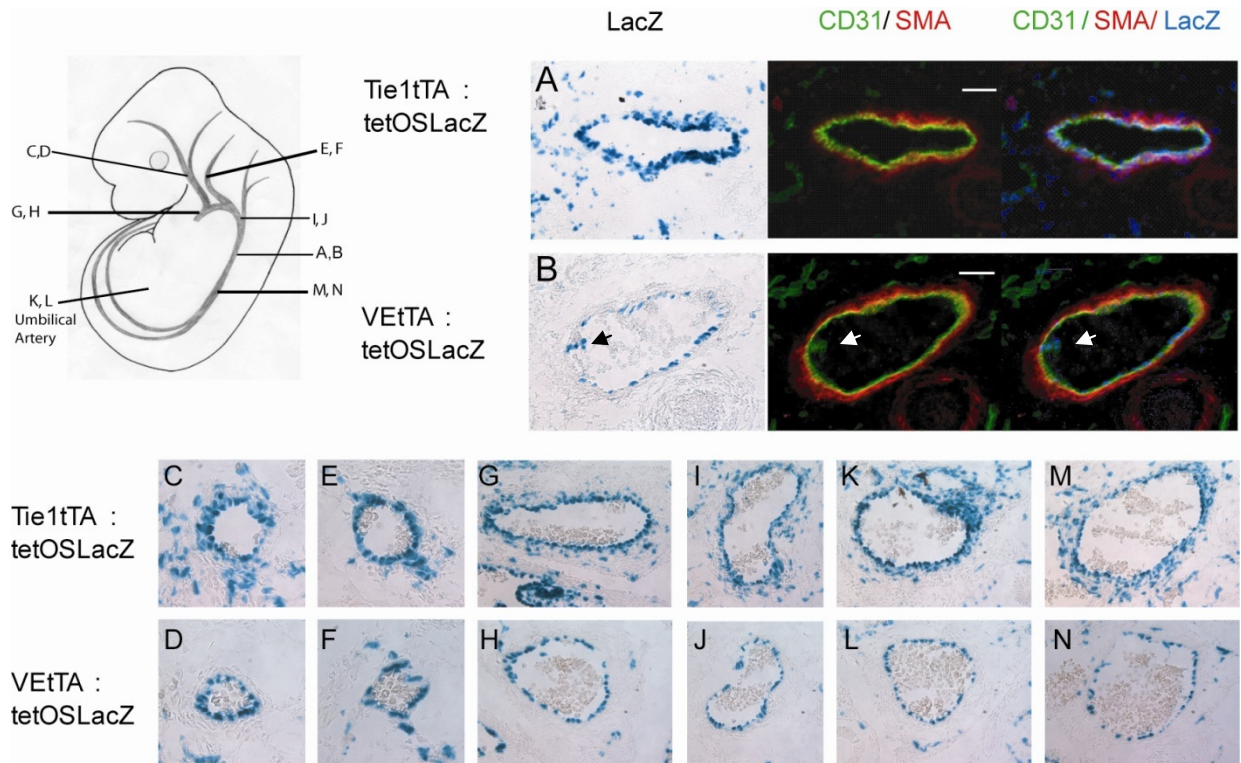 LacZ
CD31/SMA
CD31/SMA/LacZ
Tie1tTA :
tetOSLacZ
VEtTA :
tetOSLacZ
C,D
E, F
G, H
I, J
A, B
K, L
Umbilical
Artery
M, N
A
B
Tie1tTA :
tetOSLacZ
C
E
G
I
K
M
VEtTA :
tetOSLacZ
D
F
H
J
L
N